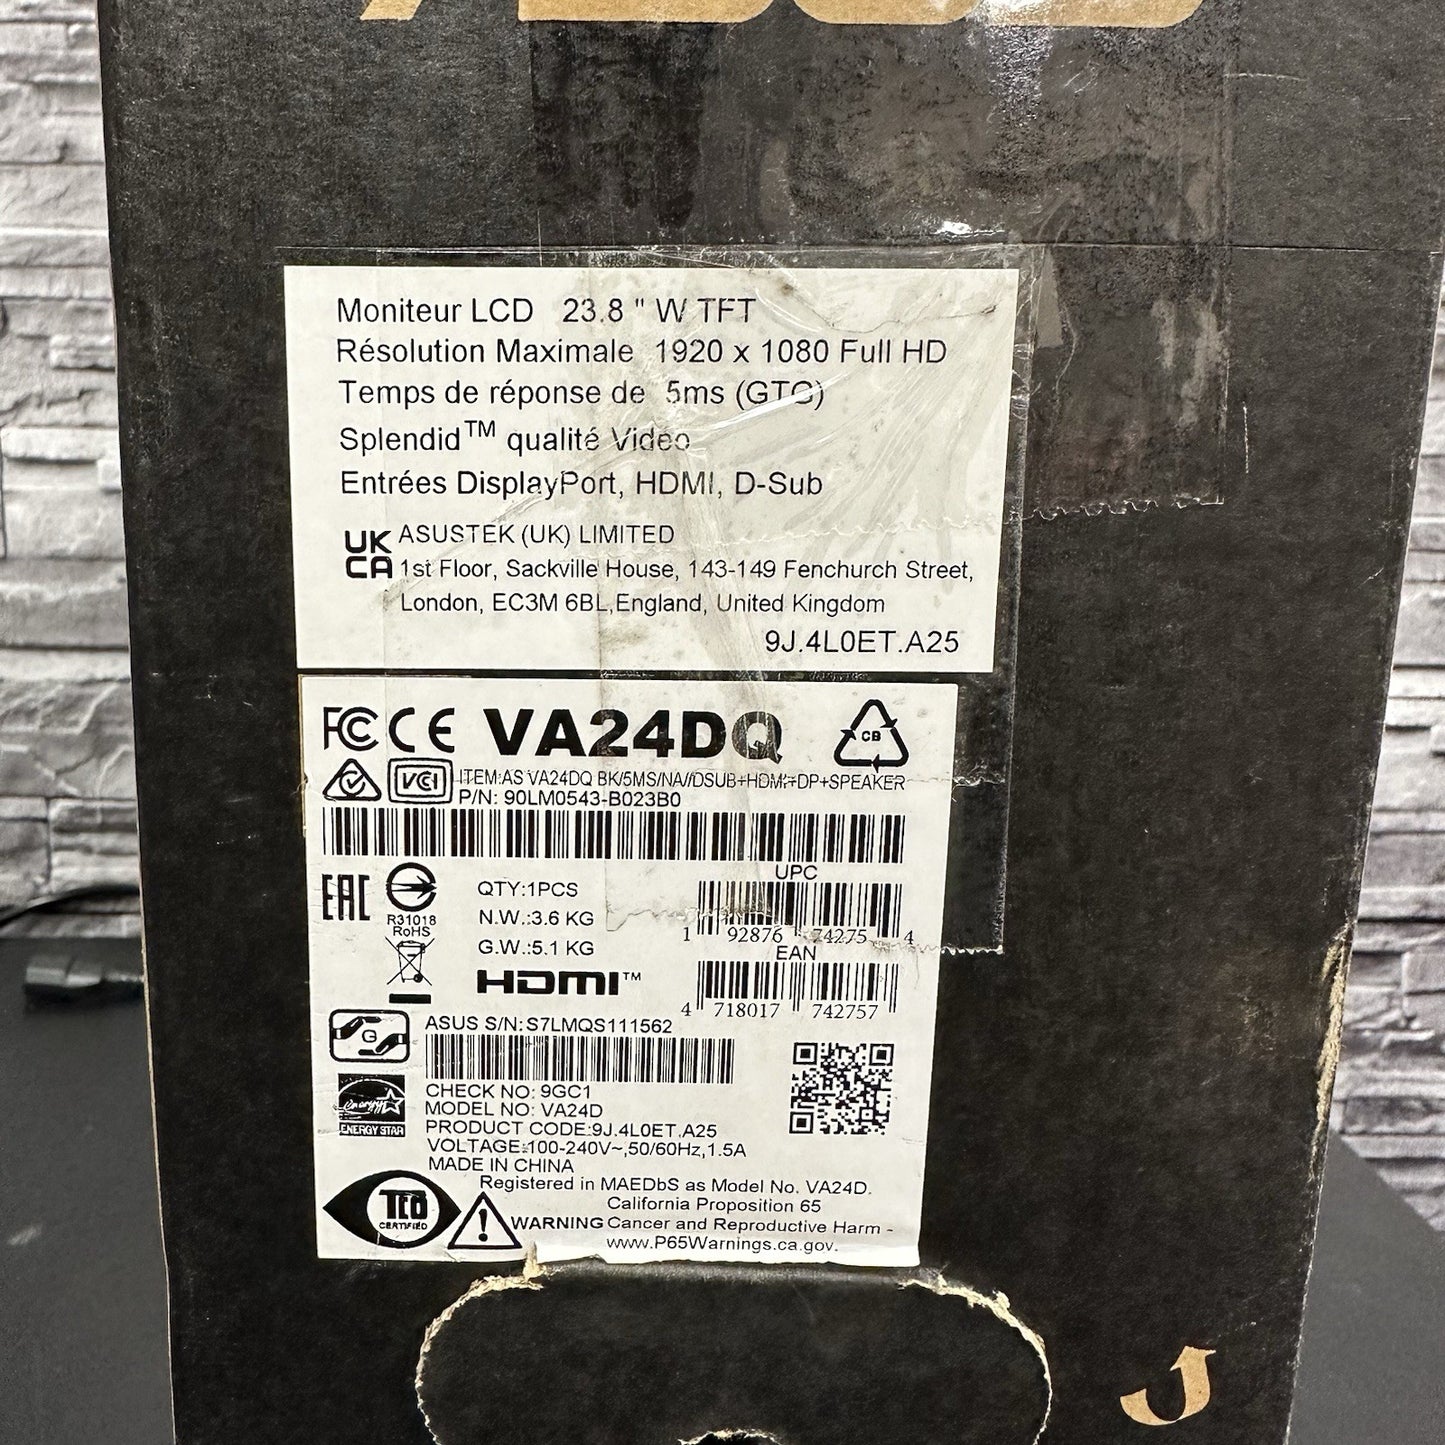 Moniteur LCD 23.8 " W TFT
Résolution Maximale 1920 x 1080 Full HD
Temps de réponse de 5ms (GTG)
Splendid™ qualité Video
Entrées DisplayPort, HDMI, D-Sub
UK
CA
ASUSTEK (UK) LIMITED
1st Floor, Sackville House, 143-149 Fenchurch Street,
London, EC3M 6BL,England, United Kingdom
9J.4L0ET.A25
FC CE VA24DQ
CB
VCCI
ITEM:AS VA24DQ BK/5MS/NA//DSUB+HDMI+DP+SPEAKER
P/N: 90LM0543-B023B0
UPC
EAC
R31018
RoHS
QTY:1PCS
N.W.:3.6 KG
G.W.:5.1 KG
1 92876 74275 4
EAN
HDMI™
4 718017 742757
G
ASUS S/N: S7LMQS111562
energy
ENERGY STAR
CHECK NO: 9GC1
MODEL NO: VA24D
PRODUCT CODE:9J.4L0ET.A25
VOLTAGE:100-240V~,50/60Hz,1.5A
MADE IN CHINA
Registered in MAEDbS as Model No. VA24D.
TCO
CERTIFIED
California Proposition 65
WARNING Cancer and Reproductive Harm -
www.P65Warnings.ca.gov.